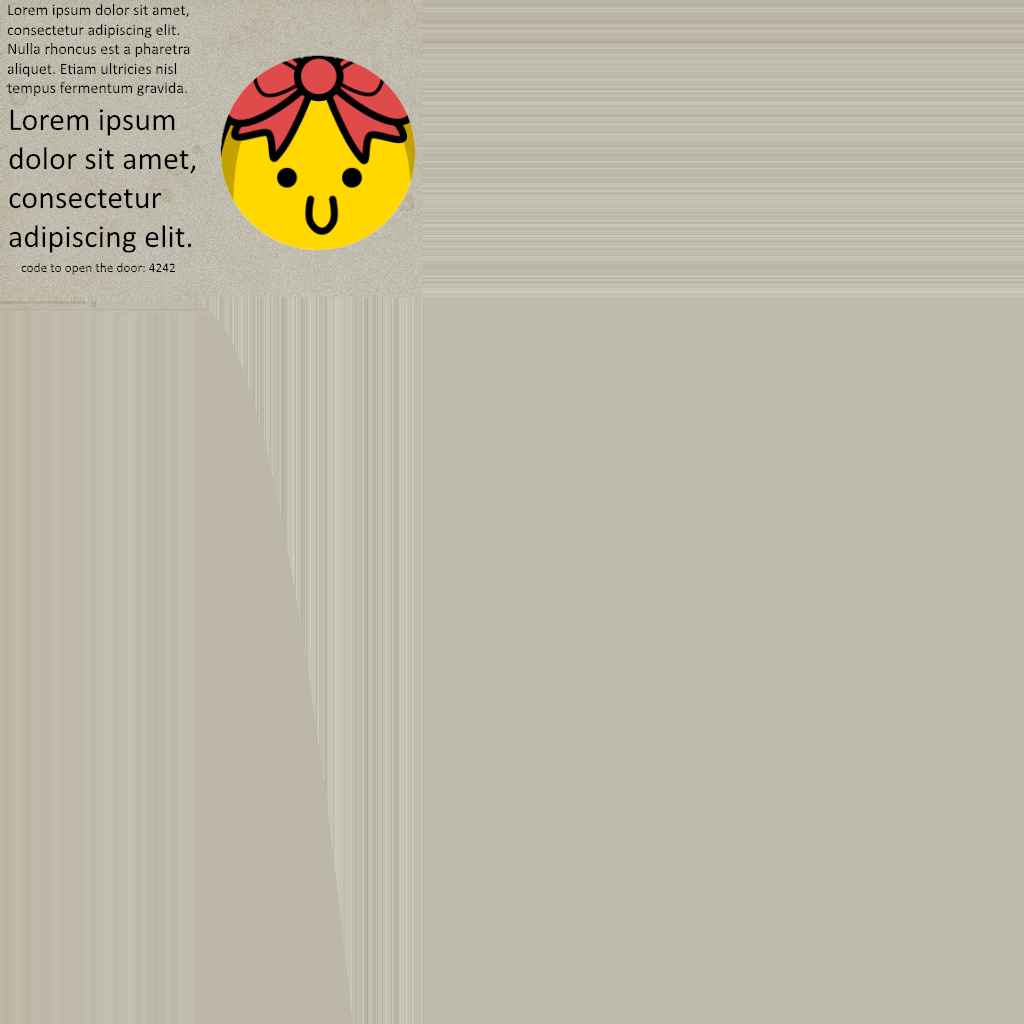 Lorem ipsum dolor sit amet,
consectetur adipiscing elit.
Nulla rhoncus est a pharetra
aliquet. Etiam ultricies nisl
tempus fermentum gravida.
Lorem ipsum
dolor sit amet,
consectetur
adipiscing elit.
code to open the door: 4242